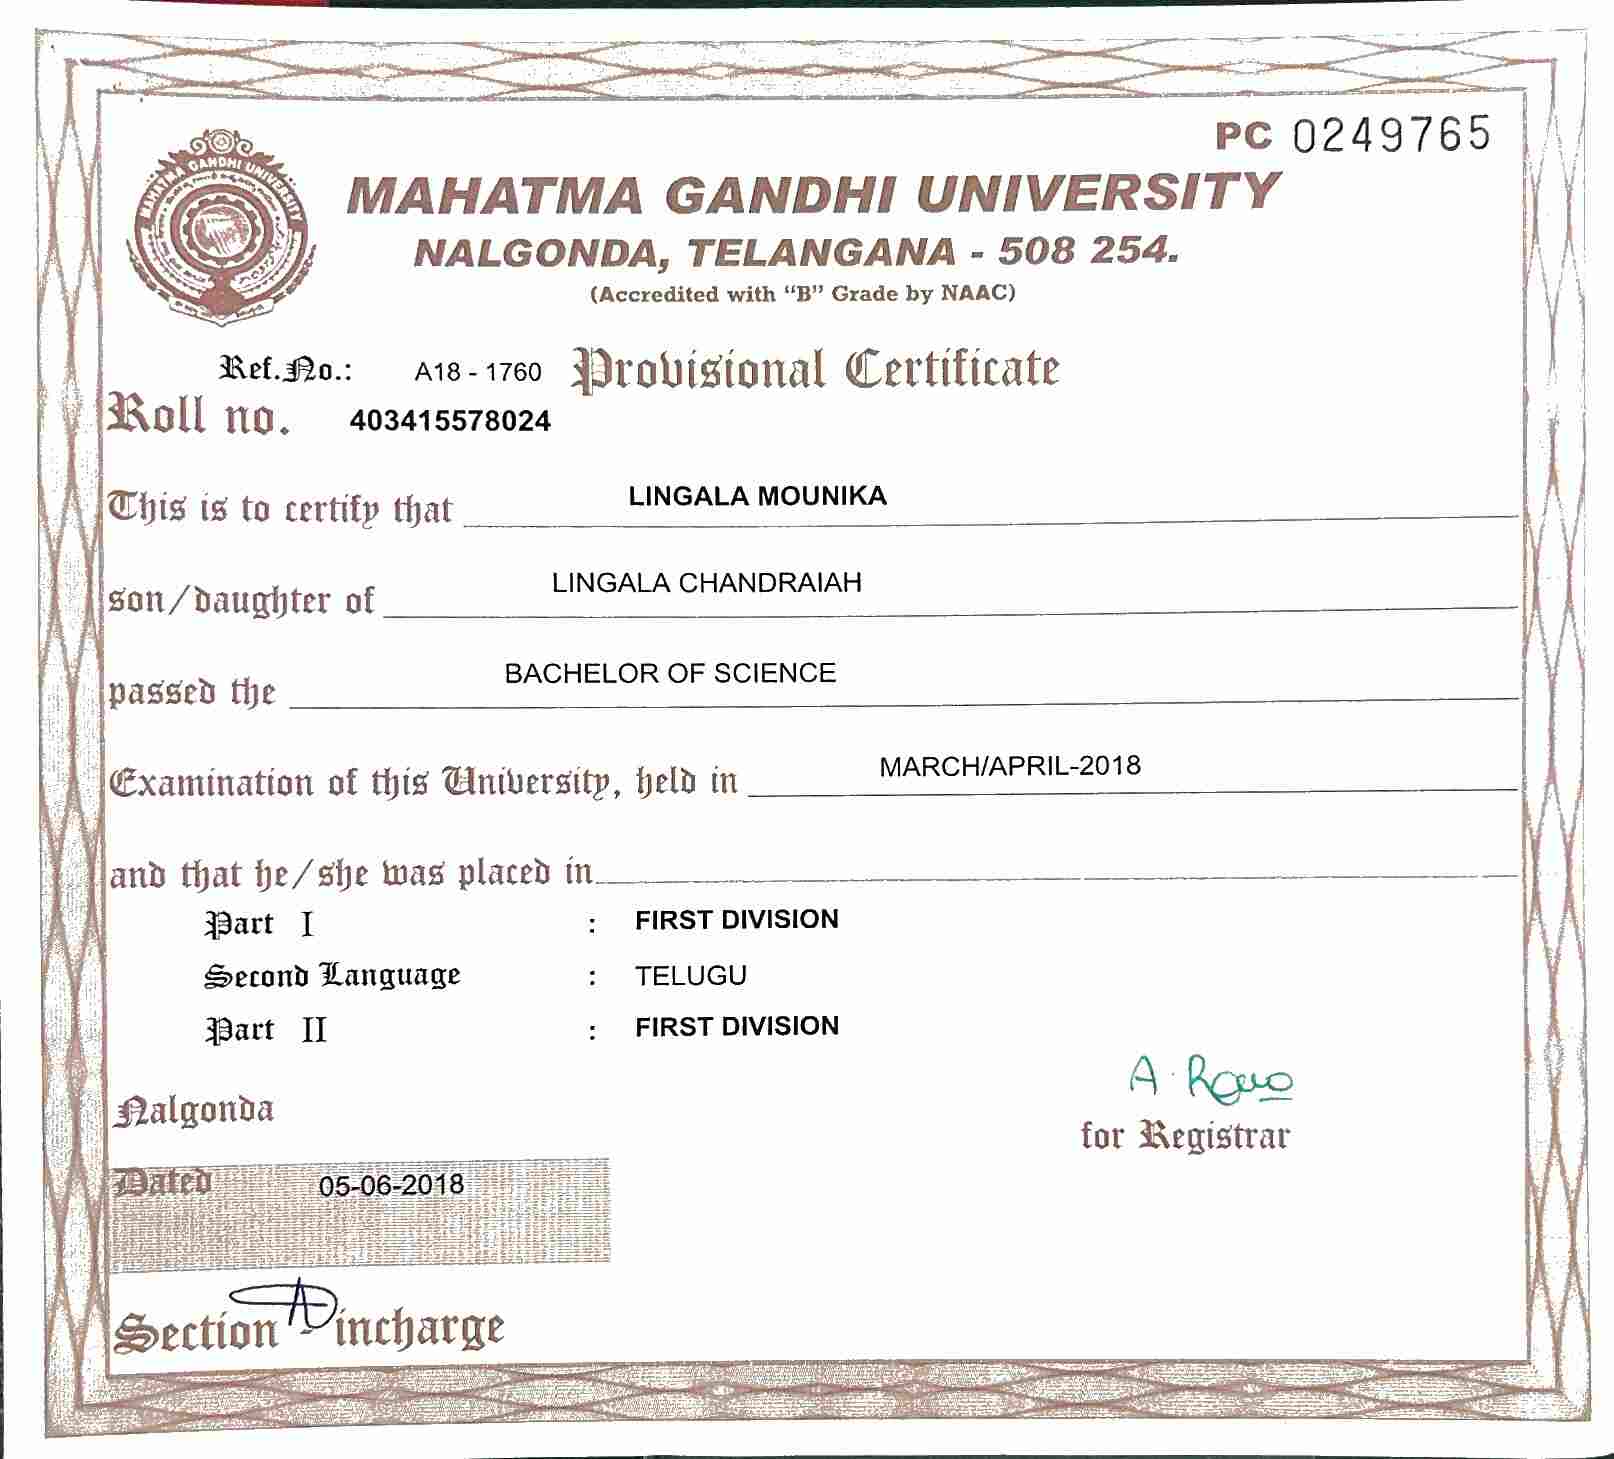 PC 0249765
MAHATMA GANDHI UNIVERSITY
MAHATMA GANDHI UNIVERSITY
NALGONDA, TELANGANA - 508 254.
(Accredited with “B” Grade by NAAC)
Ref.No.: A18 - 1760 Provisional Certificate
Roll no. 403415578024
This is to certify that LINGALA MOUNIKA
son/daughter of LINGALA CHANDRAIAH
passed the BACHELOR OF SCIENCE
Examination of this University, held in MARCH/APRIL-2018
and that he/she was placed in
Part I : FIRST DIVISION
Second Language : TELUGU
Part II : FIRST DIVISION
A. Rao
for Registrar
Nalgonda
Dated 05-06-2018
Section - incharge